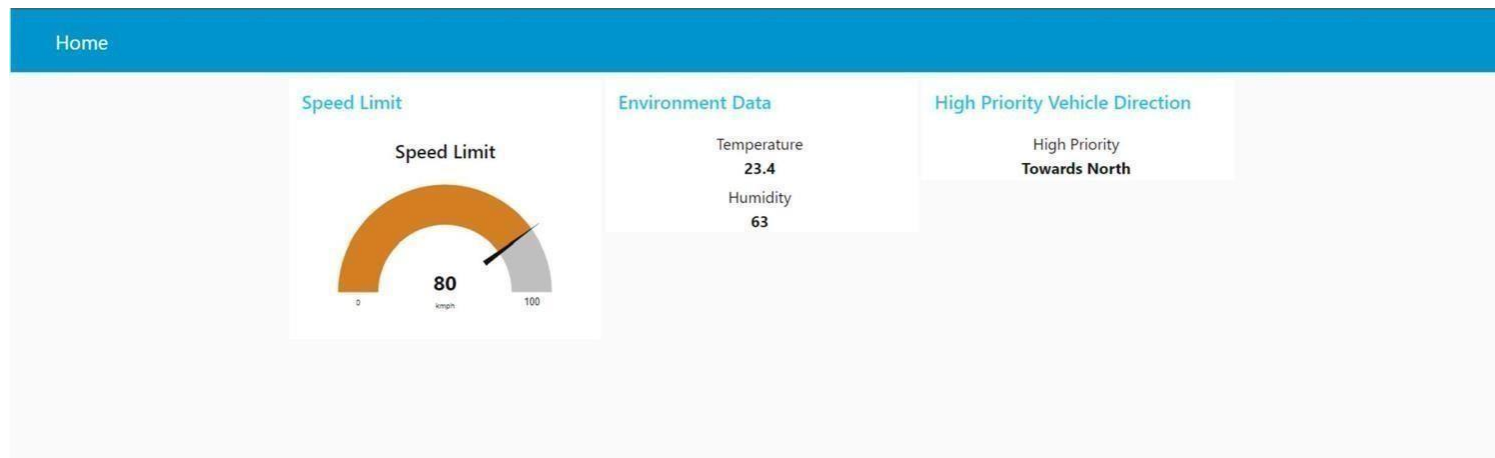 Home
Speed Limit
Speed Limit
80
kmph
0
100
Environment Data
Temperature
23.4
Humidity
63
High Priority Vehicle Direction
High Priority
Towards North